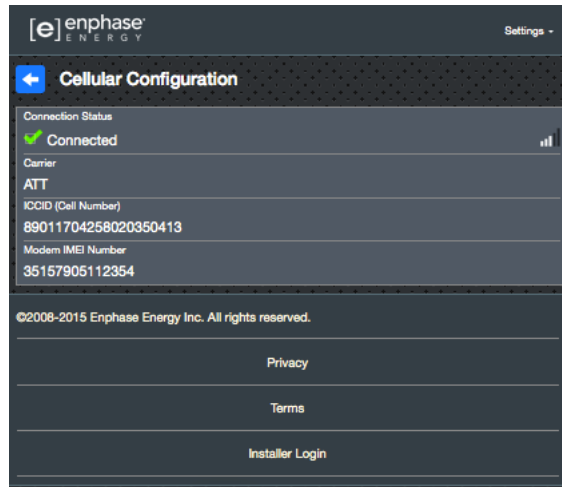 [e] enphase
ENERGY
Settings
Cellular Configuration
Connection Status
Connected
Carrier
ATT
ICCID (Cell Number)
89011704258020350413
Modem IMEI Number
35157905112354
©2008-2015 Enphase Energy Inc. All rights reserved.
Privacy
Terms
Installer Login